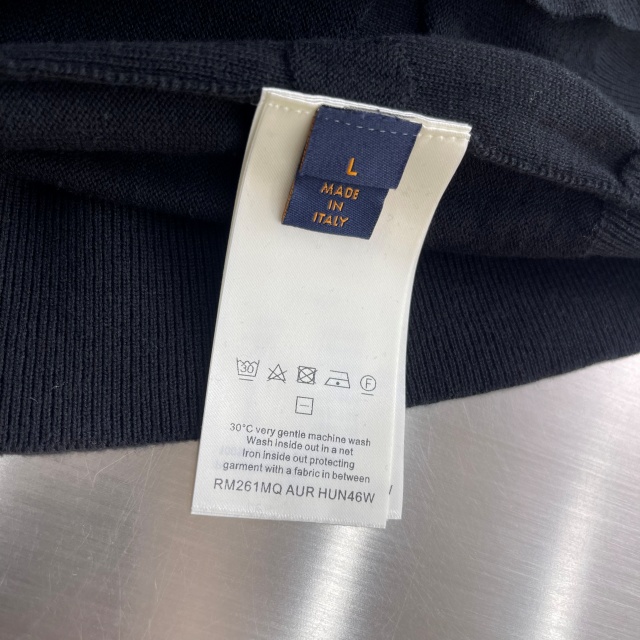 L
MADE
IN
ITALY
30
F
30°C very gentle machine wash
Wash inside out in a net
Iron inside out protecting
garment with a fabric in between
RM261MQ AUR HUN46W